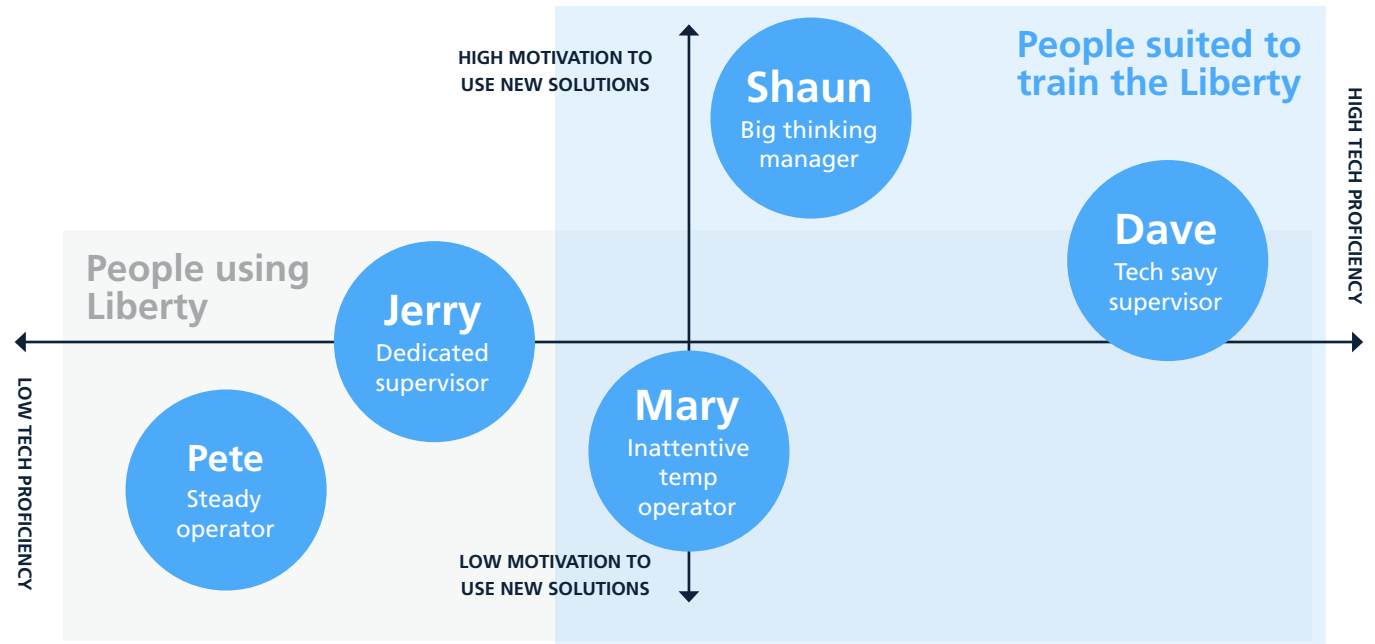 HIGH MOTIVATION TO
USE NEW SOLUTIONS
People suited to
train the Liberty
Shaun
Big thinking
manager
HIGH TECH PROFICIENCY
Dave
Tech savy
supervisor
People using
Liberty
Jerry
Dedicated
supervisor
LOW TECH PROFICIENCY
Pete
Steady
operator
Mary
Inattentive
temp
operator
LOW MOTIVATION TO
USE NEW SOLUTIONS